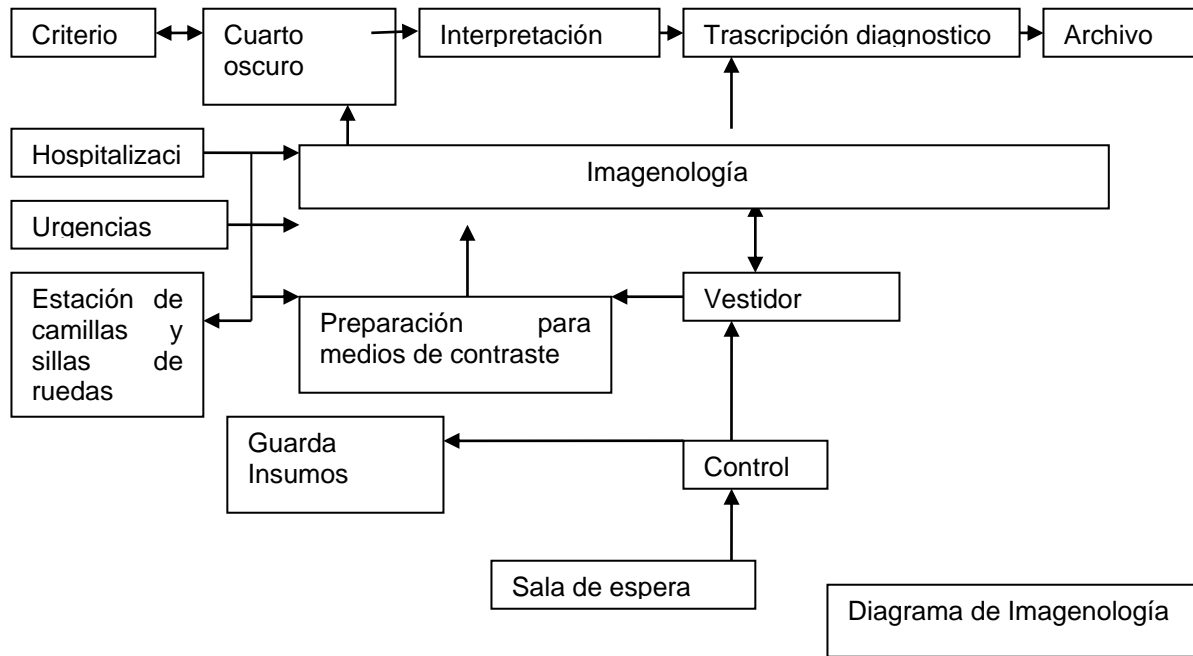 Criterio
Cuarto
oscuro
Interpretación
Trascripción diagnostico
Archivo
Hospitalizaci
Imagenología
Urgencias
Estación de
camillas y
sillas de
ruedas
Preparación para
medios de contraste
Vestidor
Guarda
Insumos
Control
Sala de espera
Diagrama de Imagenología